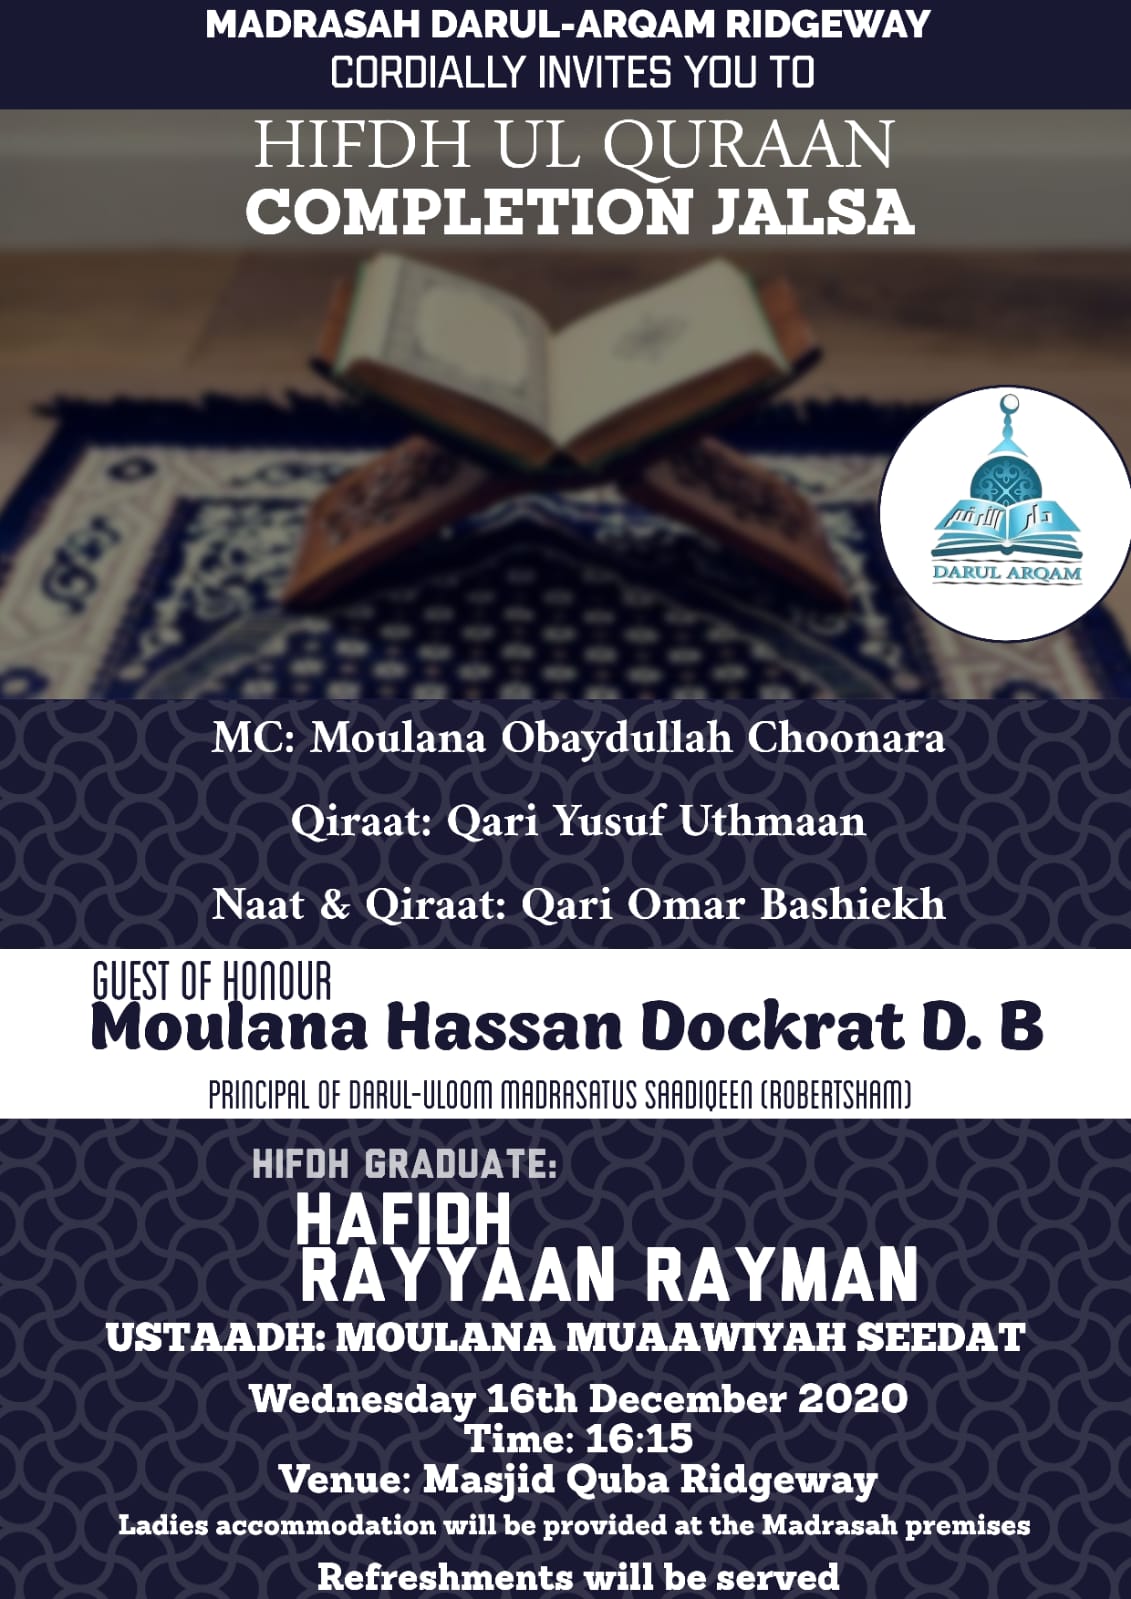 MADRASAH DARUL-ARQAM RIDGEWAY
CORDIALLY INVITES YOU TO
HIFDH UL QURAAN
COMPLETION JALSA
دار الأرقم
DARUL ARQAM
MC: Moulana Obaydullah Choonara
Qiraat: Qari Yusuf Uthmaan
Naat & Qiraat: Qari Omar Bashiekh
GUEST OF HONOUR
Moulana Hassan Dockrat D. B
PRINCIPAL OF DARUL-ULOOM MADRASATUS SAADIQEEN (ROBERTSHAM)
HIFDH GRADUATE:
HAFIDH
RAYYAAN RAYMAN
USTAADH: MOULANA MUAAWIYAH SEEDAT
Wednesday 16th December 2020
Time: 16:15
Venue: Masjid Quba Ridgeway
Ladies accommodation will be provided at the Madrasah premises
Refreshments will be served